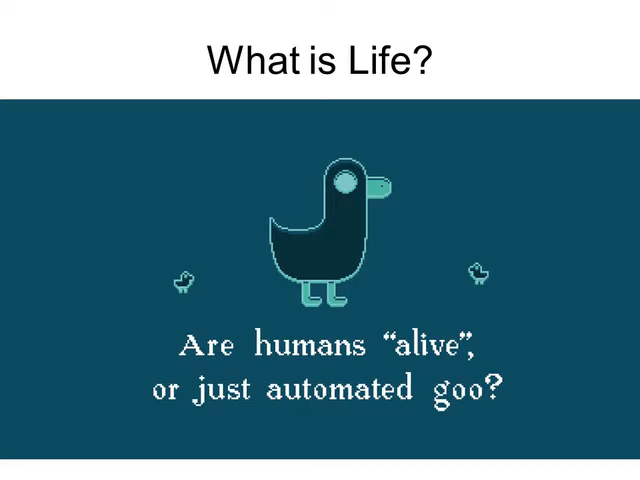 What is Life?
Are humans “alive”,
or just automated goo?